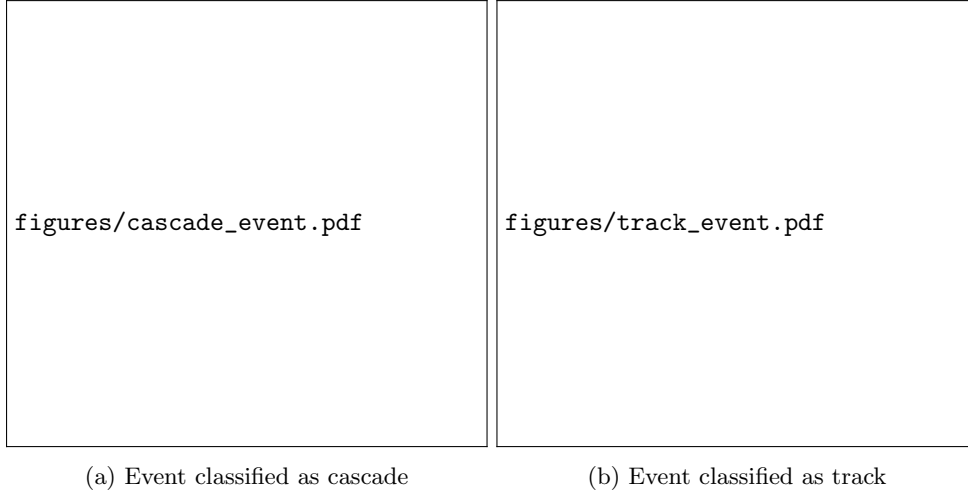 figures/cascade_event.pdf
figures/track_event.pdf
(a) Event classified as cascade
(b) Event classified as track